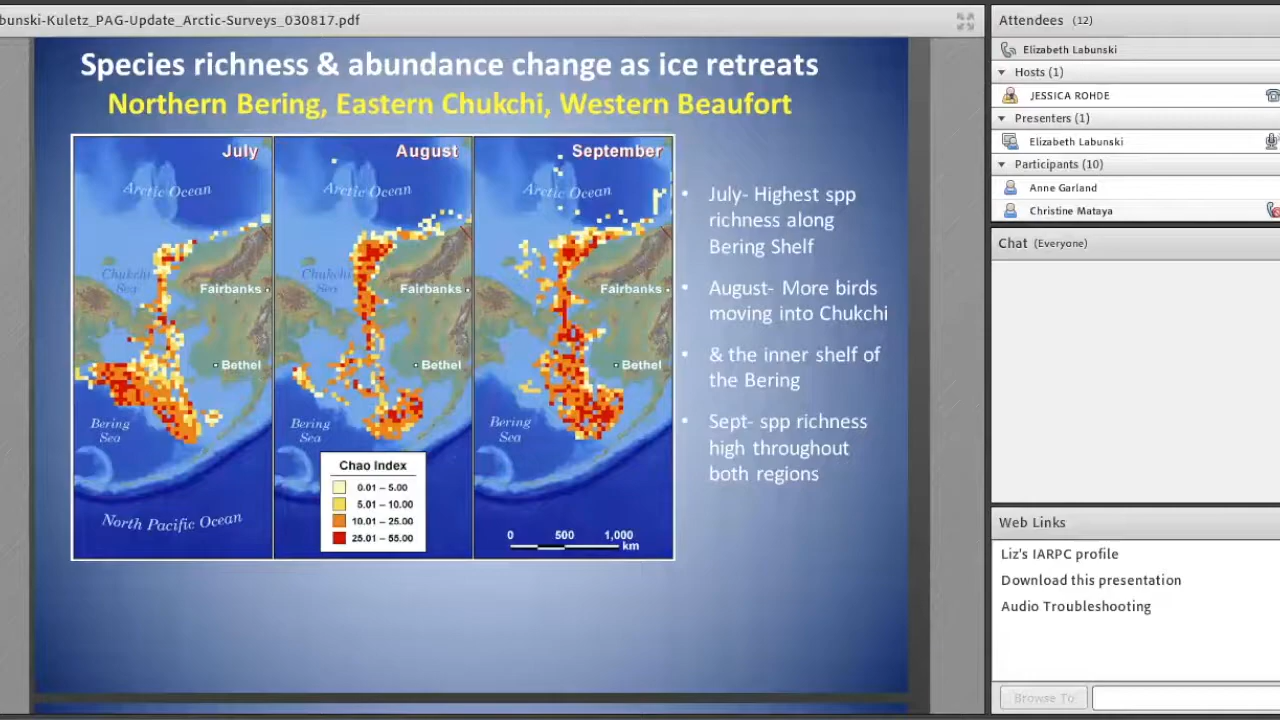 bunski-Kuletz_PAG-Update_Arctic-Surveys_030817.pdf
Species richness & abundance change as ice retreats
Northern Bering, Eastern Chukchi, Western Beaufort
July
Arctic Ocean
Chukchi
Sea
Fairbanks
Bethel
Bering
Sea
North Pacific Ocean
August
Arctic Ocean
Chukchi
Sea
Fairbanks
Bethel
Bering
Sea
Chao Index
0.01 – 5.00
5.01 – 10.00
10.01 – 25.00
25.01 – 55.00
September
Arctic Ocean
Fairbanks
Bethel
Bering
Sea
0 500 1,000
km
• July- Highest spp
richness along
Bering Shelf
• August- More birds
moving into Chukchi
• & the inner shelf of
the Bering
• Sept- spp richness
high throughout
both regions
Attendees (12)
Elizabeth Labunski
Hosts (1)
JESSICA ROHDE
Presenters (1)
Elizabeth Labunski
Participants (10)
Anne Garland
Christine Mataya
Chat (Everyone)
Web Links
Liz's IARPC profile
Download this presentation
Audio Troubleshooting
Browse To